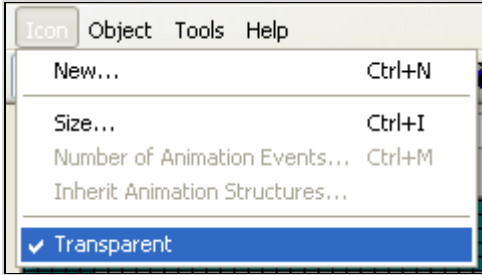 Icon Object Tools Help
New... Ctrl+N
Size... Ctrl+I
Number of Animation Events... Ctrl+M
Inherit Animation Structures...
Transparent